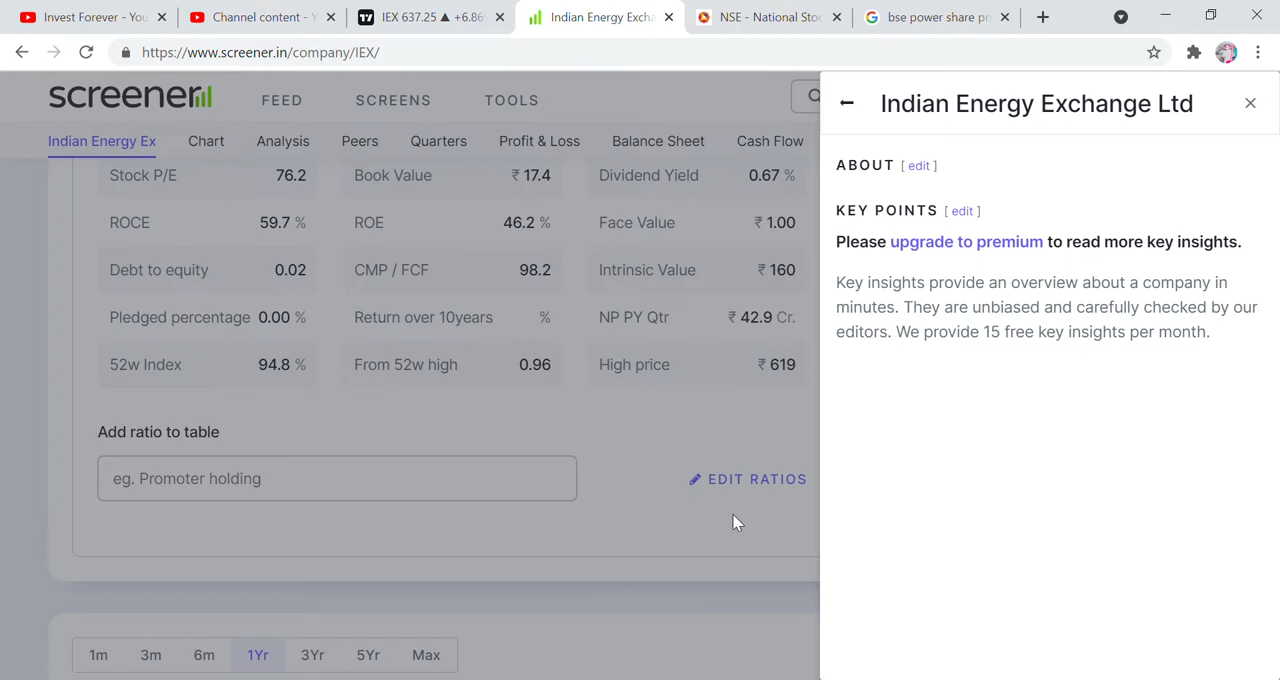 Invest Forever - You
Channel content - Y
IEX 637.25 ▲ +6.86%
Indian Energy Excha
NSE - National Stoc
bse power share pri
https://www.screener.in/company/IEX/
screener
FEED
SCREENS
TOOLS
Indian Energy Ex
Chart
Analysis
Peers
Quarters
Profit & Loss
Balance Sheet
Cash Flow
Stock P/E 76.2
Book Value ₹ 17.4
Dividend Yield 0.67 %
ROCE 59.7 %
ROE 46.2 %
Face Value ₹ 1.00
Debt to equity 0.02
CMP / FCF 98.2
Intrinsic Value ₹ 160
Pledged percentage 0.00 %
Return over 10years %
NP PY Qtr ₹ 42.9 Cr.
52w Index 94.8 %
From 52w high 0.96
High price ₹ 619
Add ratio to table
eg. Promoter holding
EDIT RATIOS
1m 3m 6m 1Yr 3Yr 5Yr Max
Indian Energy Exchange Ltd
ABOUT [ edit ]
KEY POINTS [ edit ]
Please upgrade to premium to read more key insights.
Key insights provide an overview about a company in
minutes. They are unbiased and carefully checked by our
editors. We provide 15 free key insights per month.